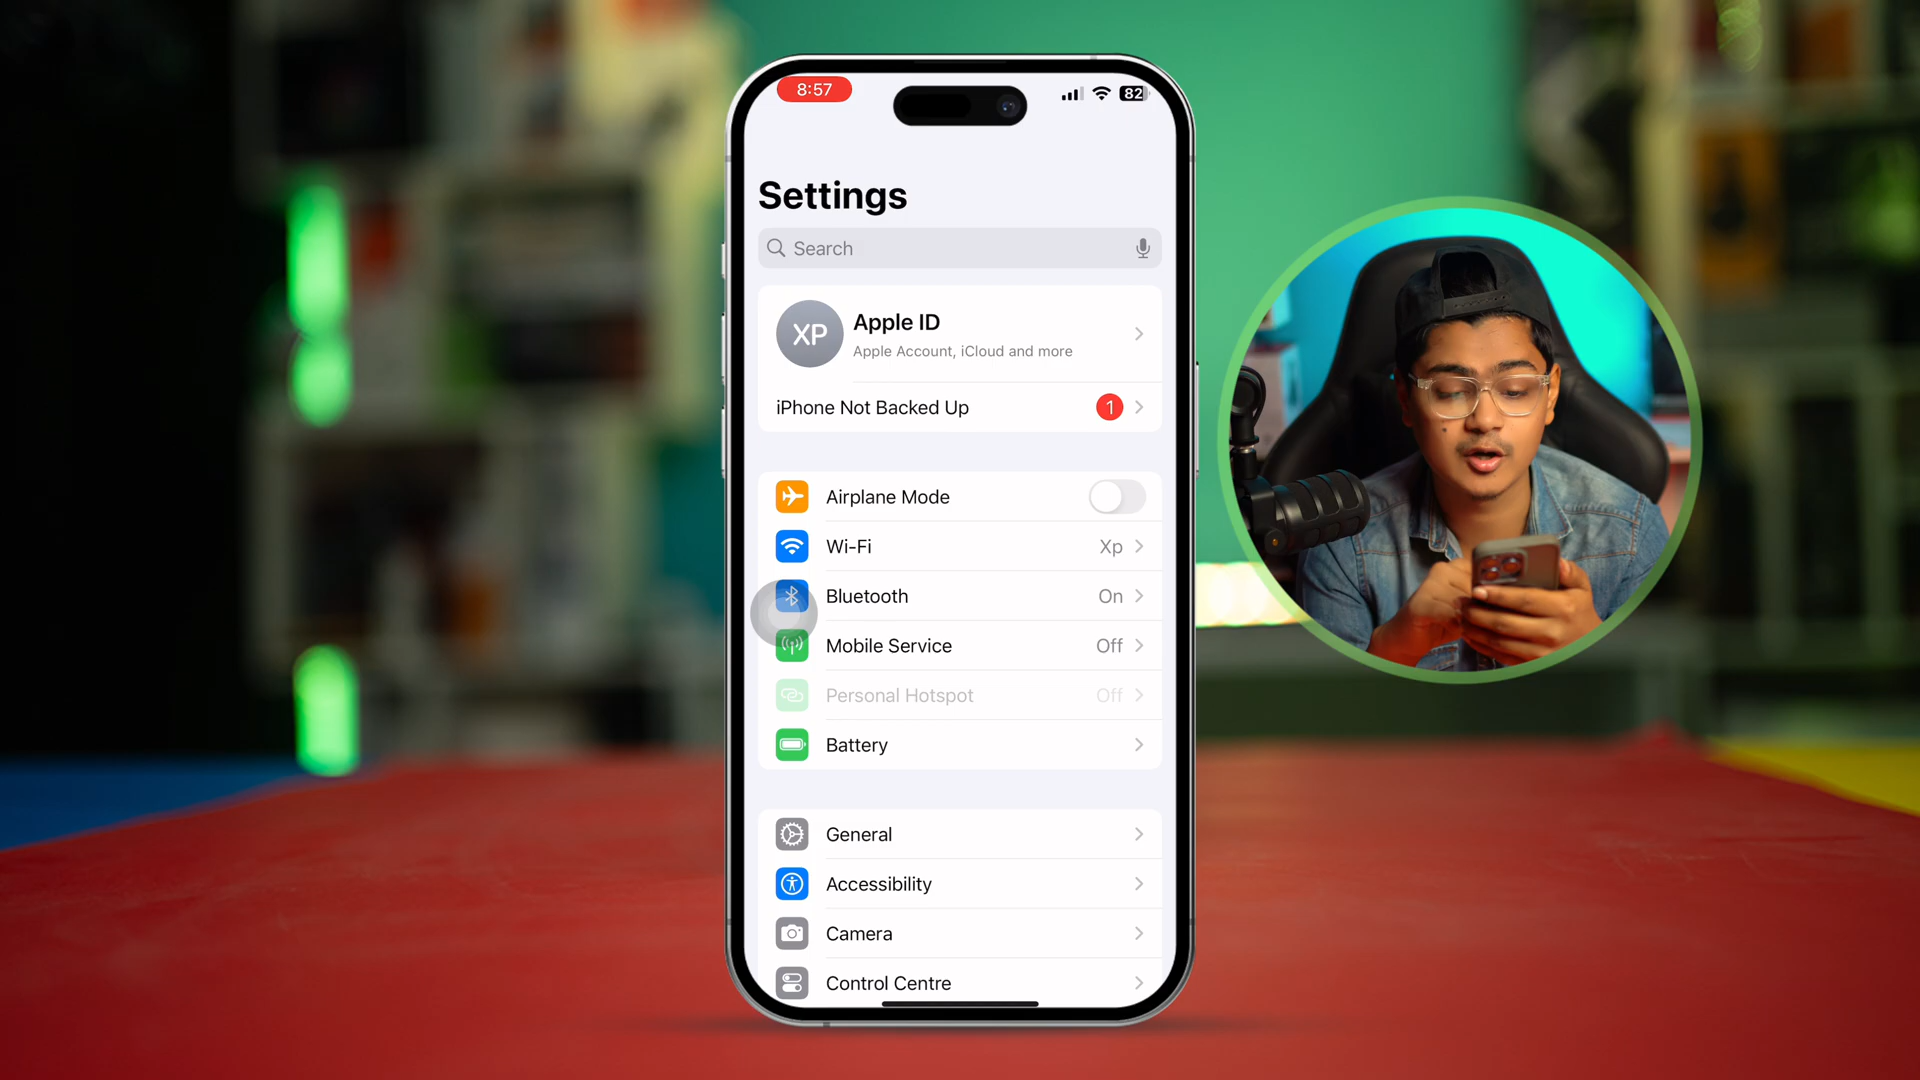 8:57
82
Settings
Search
XP
Apple ID
Apple Account, iCloud and more
iPhone Not Backed Up 1
Airplane Mode
Wi-Fi Xp
Bluetooth On
Mobile Service Off
Personal Hotspot Off
Battery
General
Accessibility
Camera
Control Centre